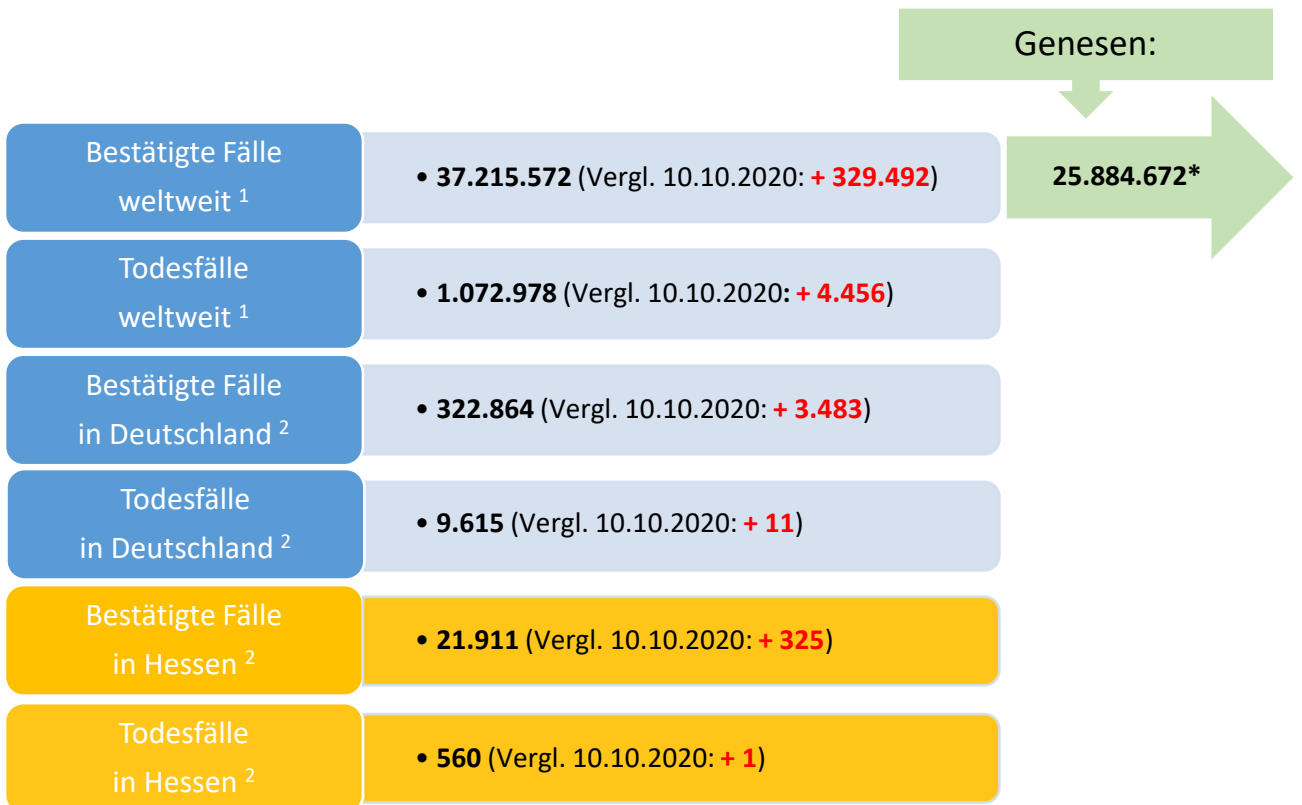 Genesen:
Bestätigte Fälle
weltweit ¹
• 37.215.572 (Vergl. 10.10.2020: + 329.492)
25.884.672*
Todesfälle
weltweit ¹
• 1.072.978 (Vergl. 10.10.2020: + 4.456)
Bestätigte Fälle
in Deutschland ²
• 322.864 (Vergl. 10.10.2020: + 3.483)
Todesfälle
in Deutschland ²
• 9.615 (Vergl. 10.10.2020: + 11)
Bestätigte Fälle
in Hessen ²
• 21.911 (Vergl. 10.10.2020: + 325)
Todesfälle
in Hessen ²
• 560 (Vergl. 10.10.2020: + 1)